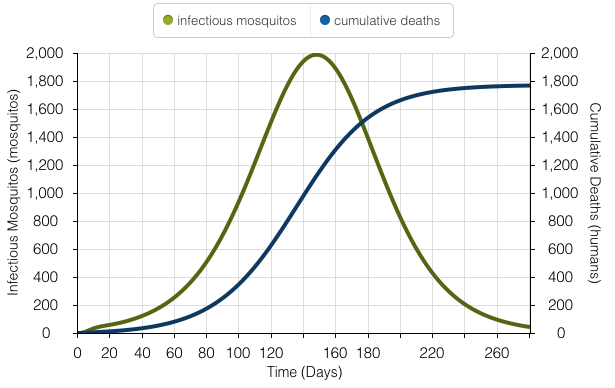 infectious mosquitos cumulative deaths
2,000 2,000
1,800 1,800
1,600 1,600
1,400 1,400
1,200 1,200
1,000 1,000
800 800
600 600
400 400
200 200
0 0
Infectious Mosquitos (mosquitos)
Cumulative Deaths (humans)
0 20 40 60 80 100 120 140 160 180 220 260
Time (Days)